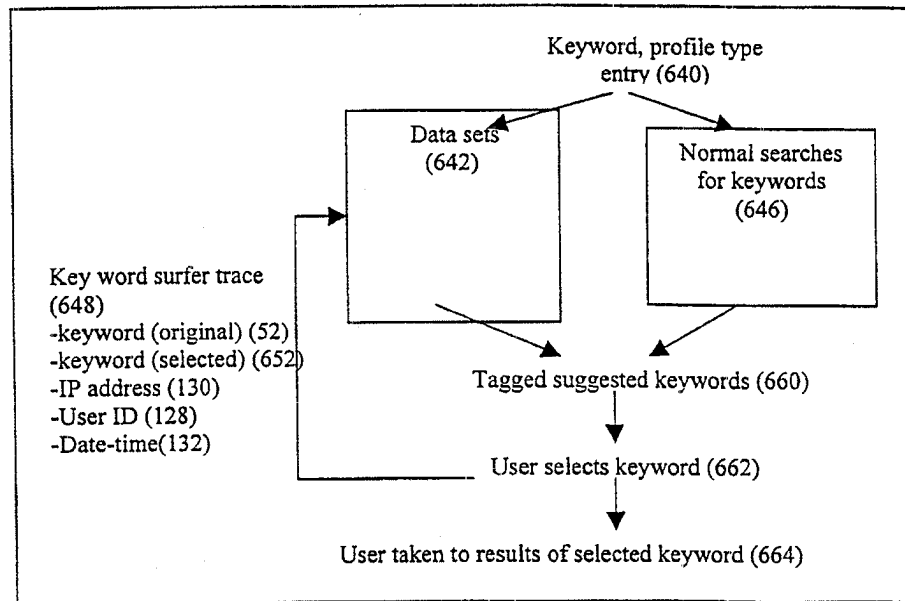 Keyword, profile type
entry (640)
Data sets
(642)
Normal searches
for keywords
(646)
Key word surfer trace
(648)
-keyword (original) (52)
-keyword (selected) (652)
-IP address (130)
-User ID (128)
-Date-time(132)
Tagged suggested keywords (660)
User selects keyword (662)
User taken to results of selected keyword (664)